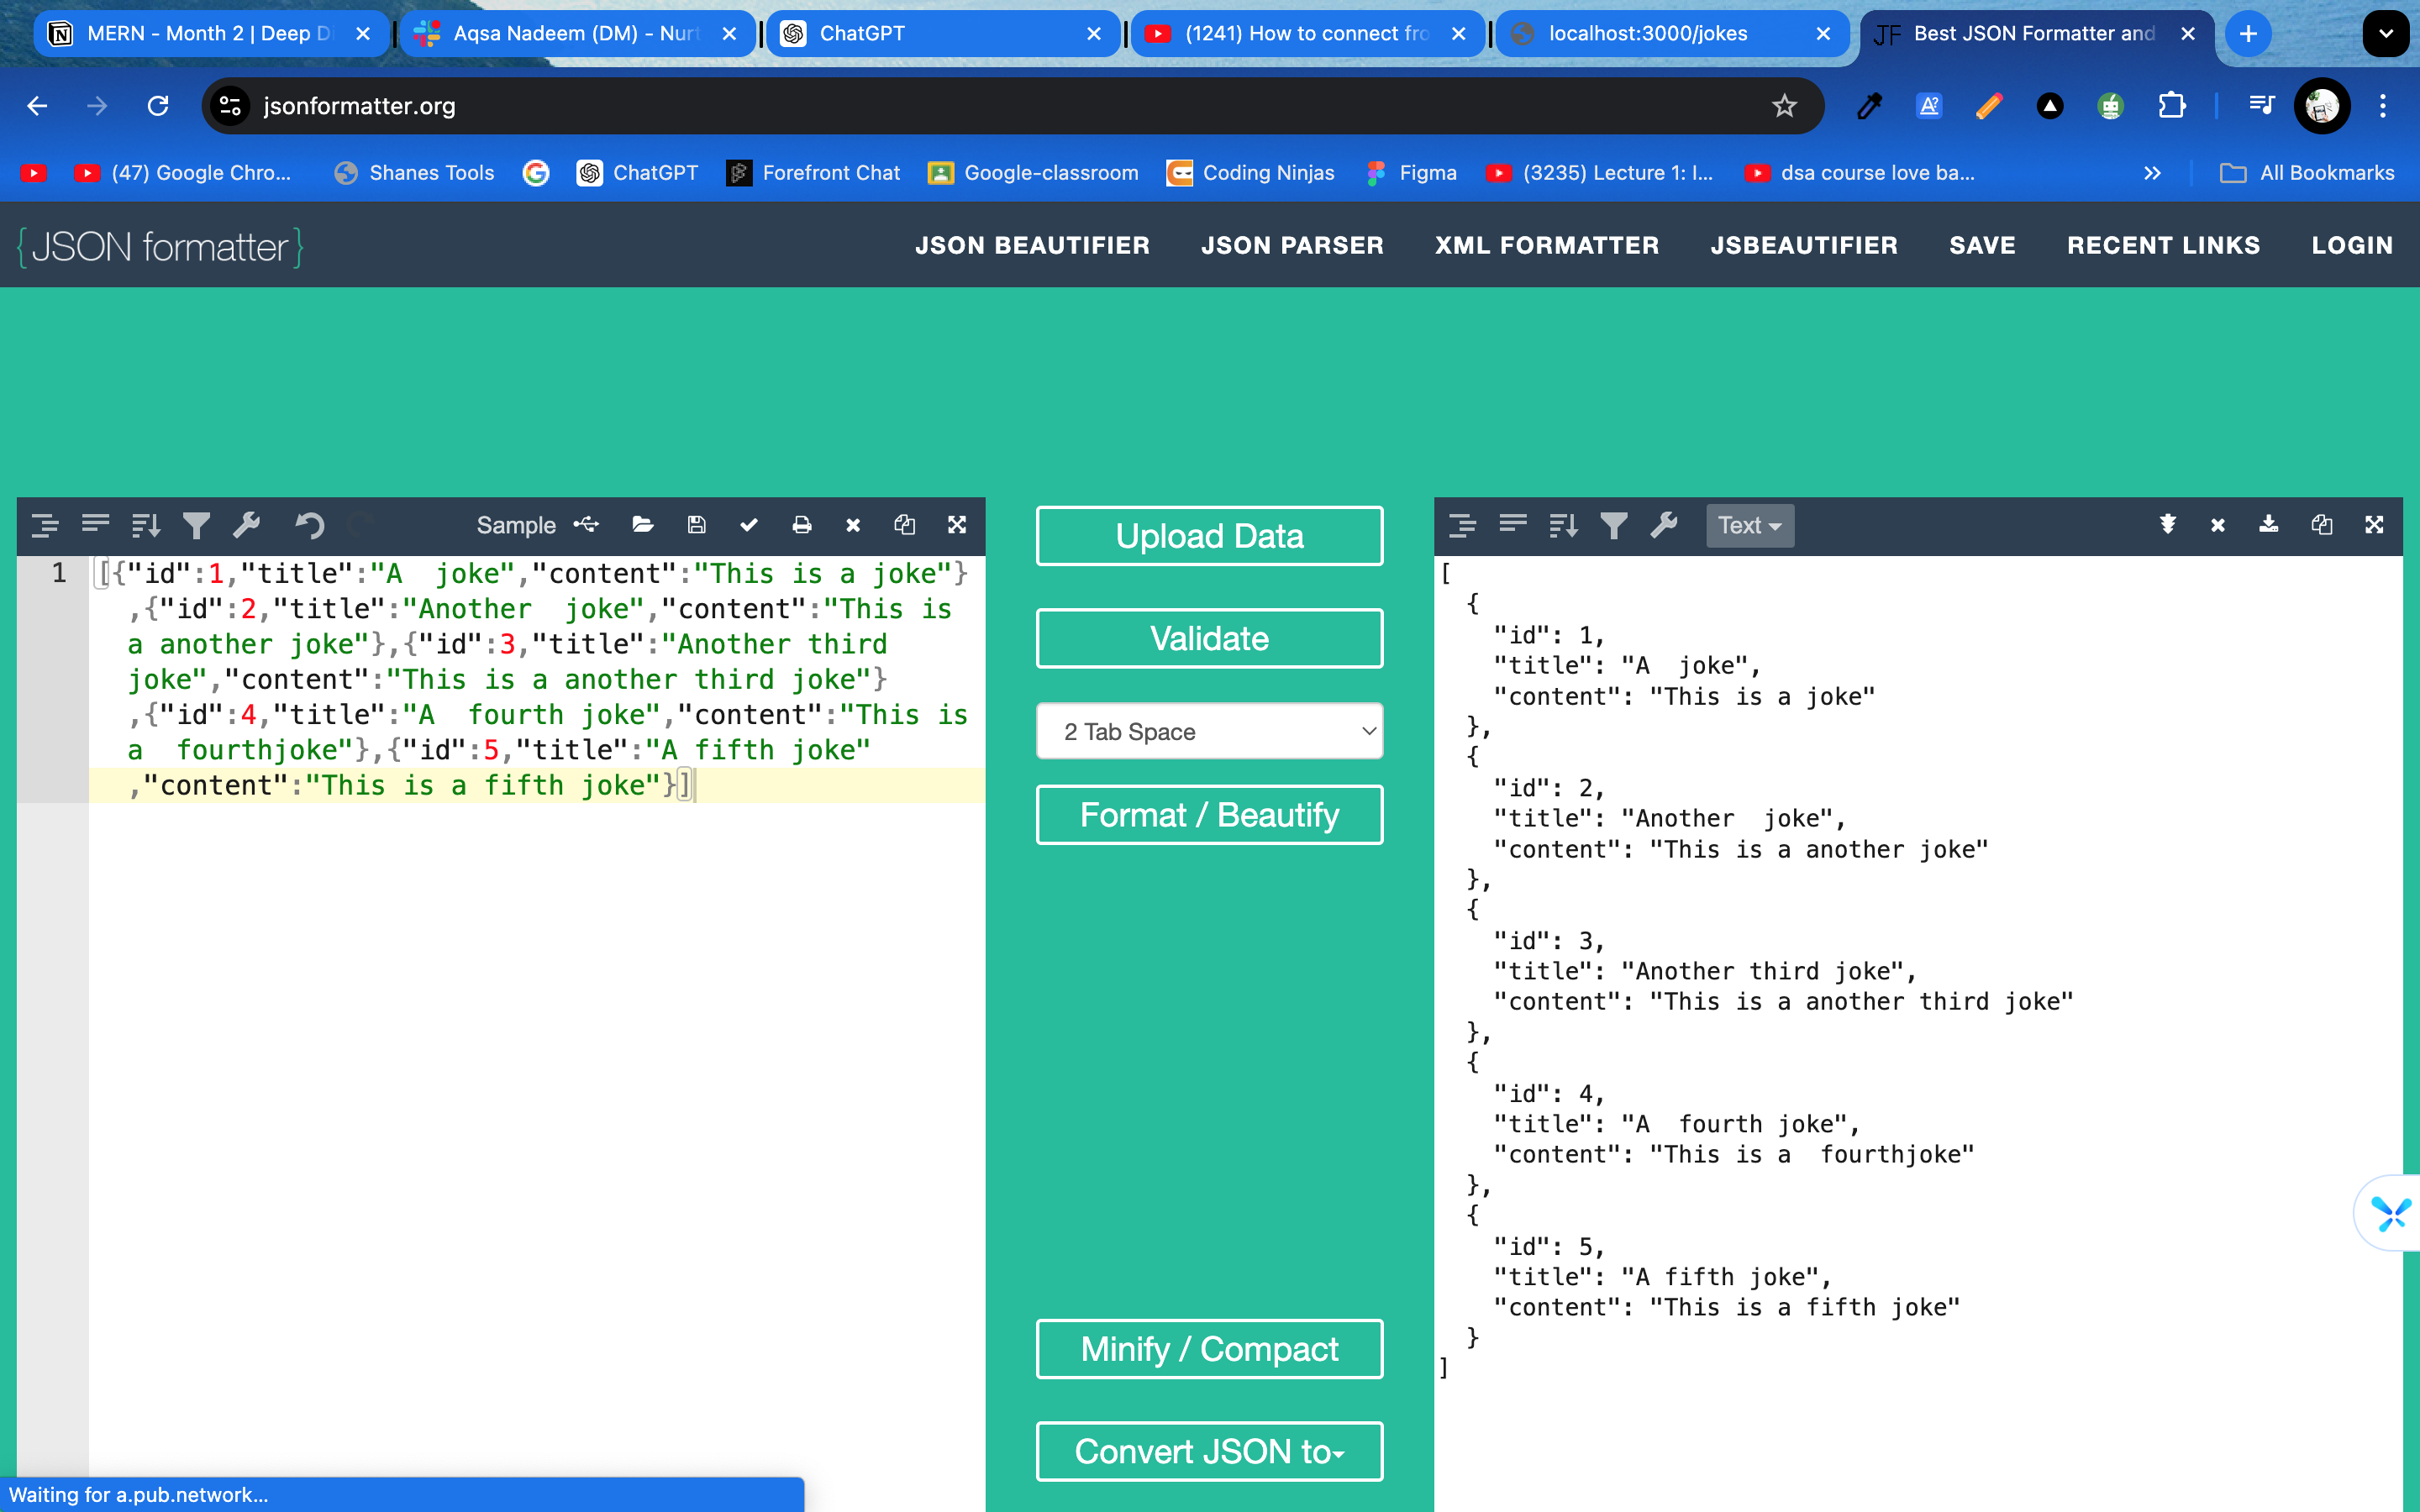 MERN - Month 2 | Deep D
Aqsa Nadeem (DM) - Nurt
ChatGPT
(1241) How to connect fro
localhost:3000/jokes
JF Best JSON Formatter and
jsonformatter.org
(47) Google Chro...
Shanes Tools
ChatGPT
Forefront Chat
Google-classroom
Coding Ninjas
Figma
(3235) Lecture 1: I...
dsa course love ba...
All Bookmarks
{JSON formatter}
JSON BEAUTIFIER
JSON PARSER
XML FORMATTER
JSBEAUTIFIER
SAVE
RECENT LINKS
LOGIN
Sample
1
[{"id":1,"title":"A  joke","content":"This is a joke"}
,{"id":2,"title":"Another  joke","content":"This is
a another joke"},{"id":3,"title":"Another third
joke","content":"This is a another third joke"}
,{"id":4,"title":"A  fourth joke","content":"This is
a  fourthjoke"},{"id":5,"title":"A fifth joke"
,"content":"This is a fifth joke"}]
Upload Data
Validate
2 Tab Space
Format / Beautify
Minify / Compact
Convert JSON to
Text
[
  {
    "id": 1,
    "title": "A  joke",
    "content": "This is a joke"
  },
  {
    "id": 2,
    "title": "Another  joke",
    "content": "This is a another joke"
  },
  {
    "id": 3,
    "title": "Another third joke",
    "content": "This is a another third joke"
  },
  {
    "id": 4,
    "title": "A  fourth joke",
    "content": "This is a  fourthjoke"
  },
  {
    "id": 5,
    "title": "A fifth joke",
    "content": "This is a fifth joke"
  }
]
Waiting for a.pub.network...